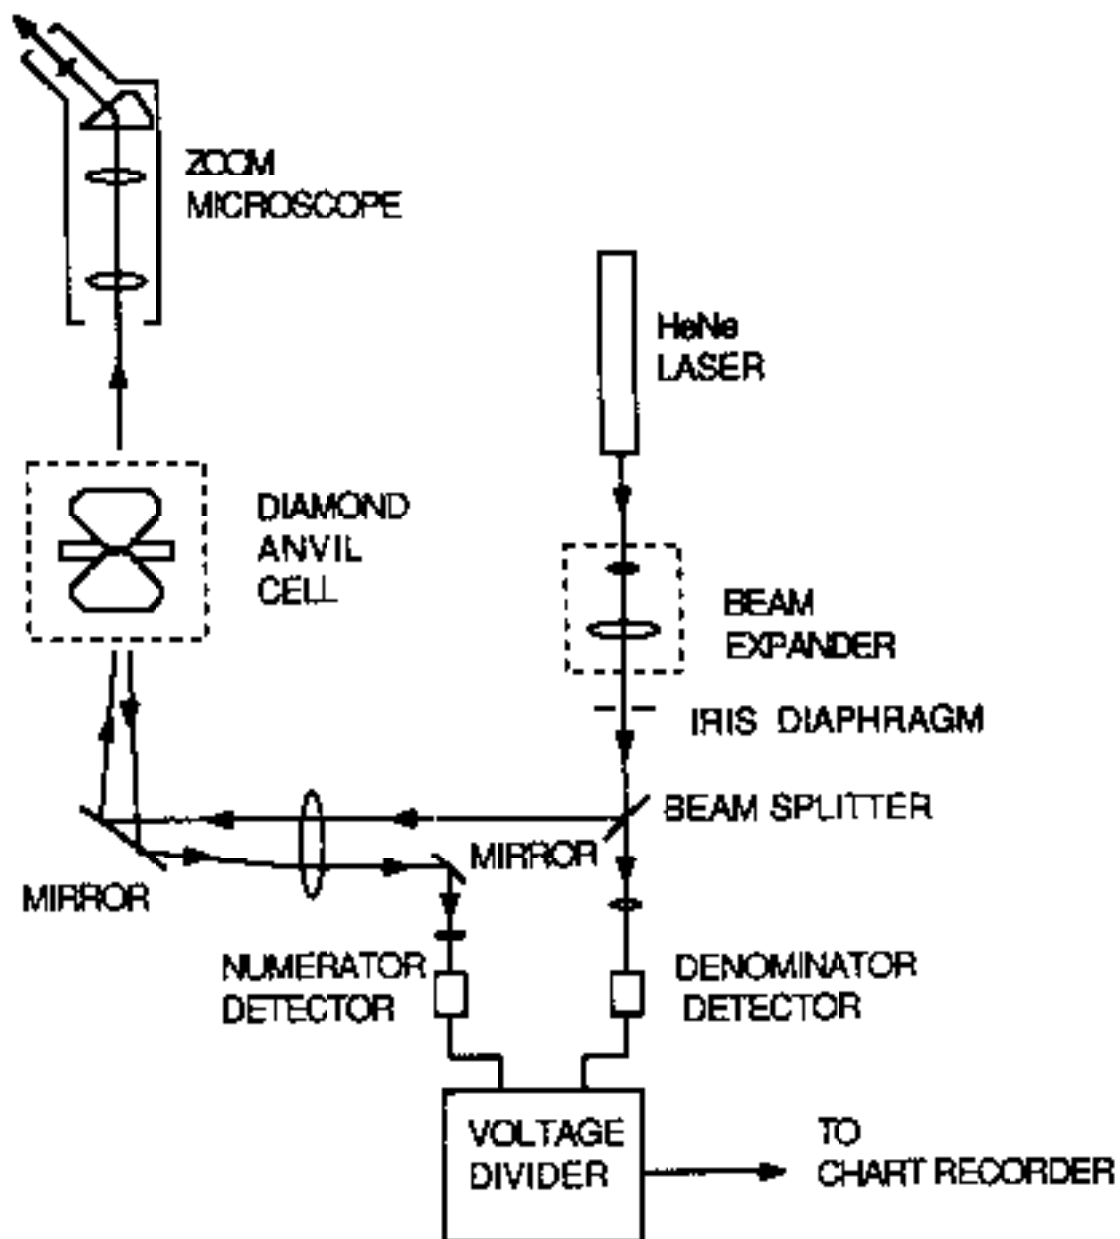 ZOOM
MICROSCOPE
HeNe
LASER
DIAMOND
ANVIL
CELL
BEAM
EXPANDER
IRIS DIAPHRAGM
BEAM SPLITTER
MIRROR
MIRROR
NUMERATOR
DETECTOR
DENOMINATOR
DETECTOR
VOLTAGE
DIVIDER
TO
CHART RECORDER